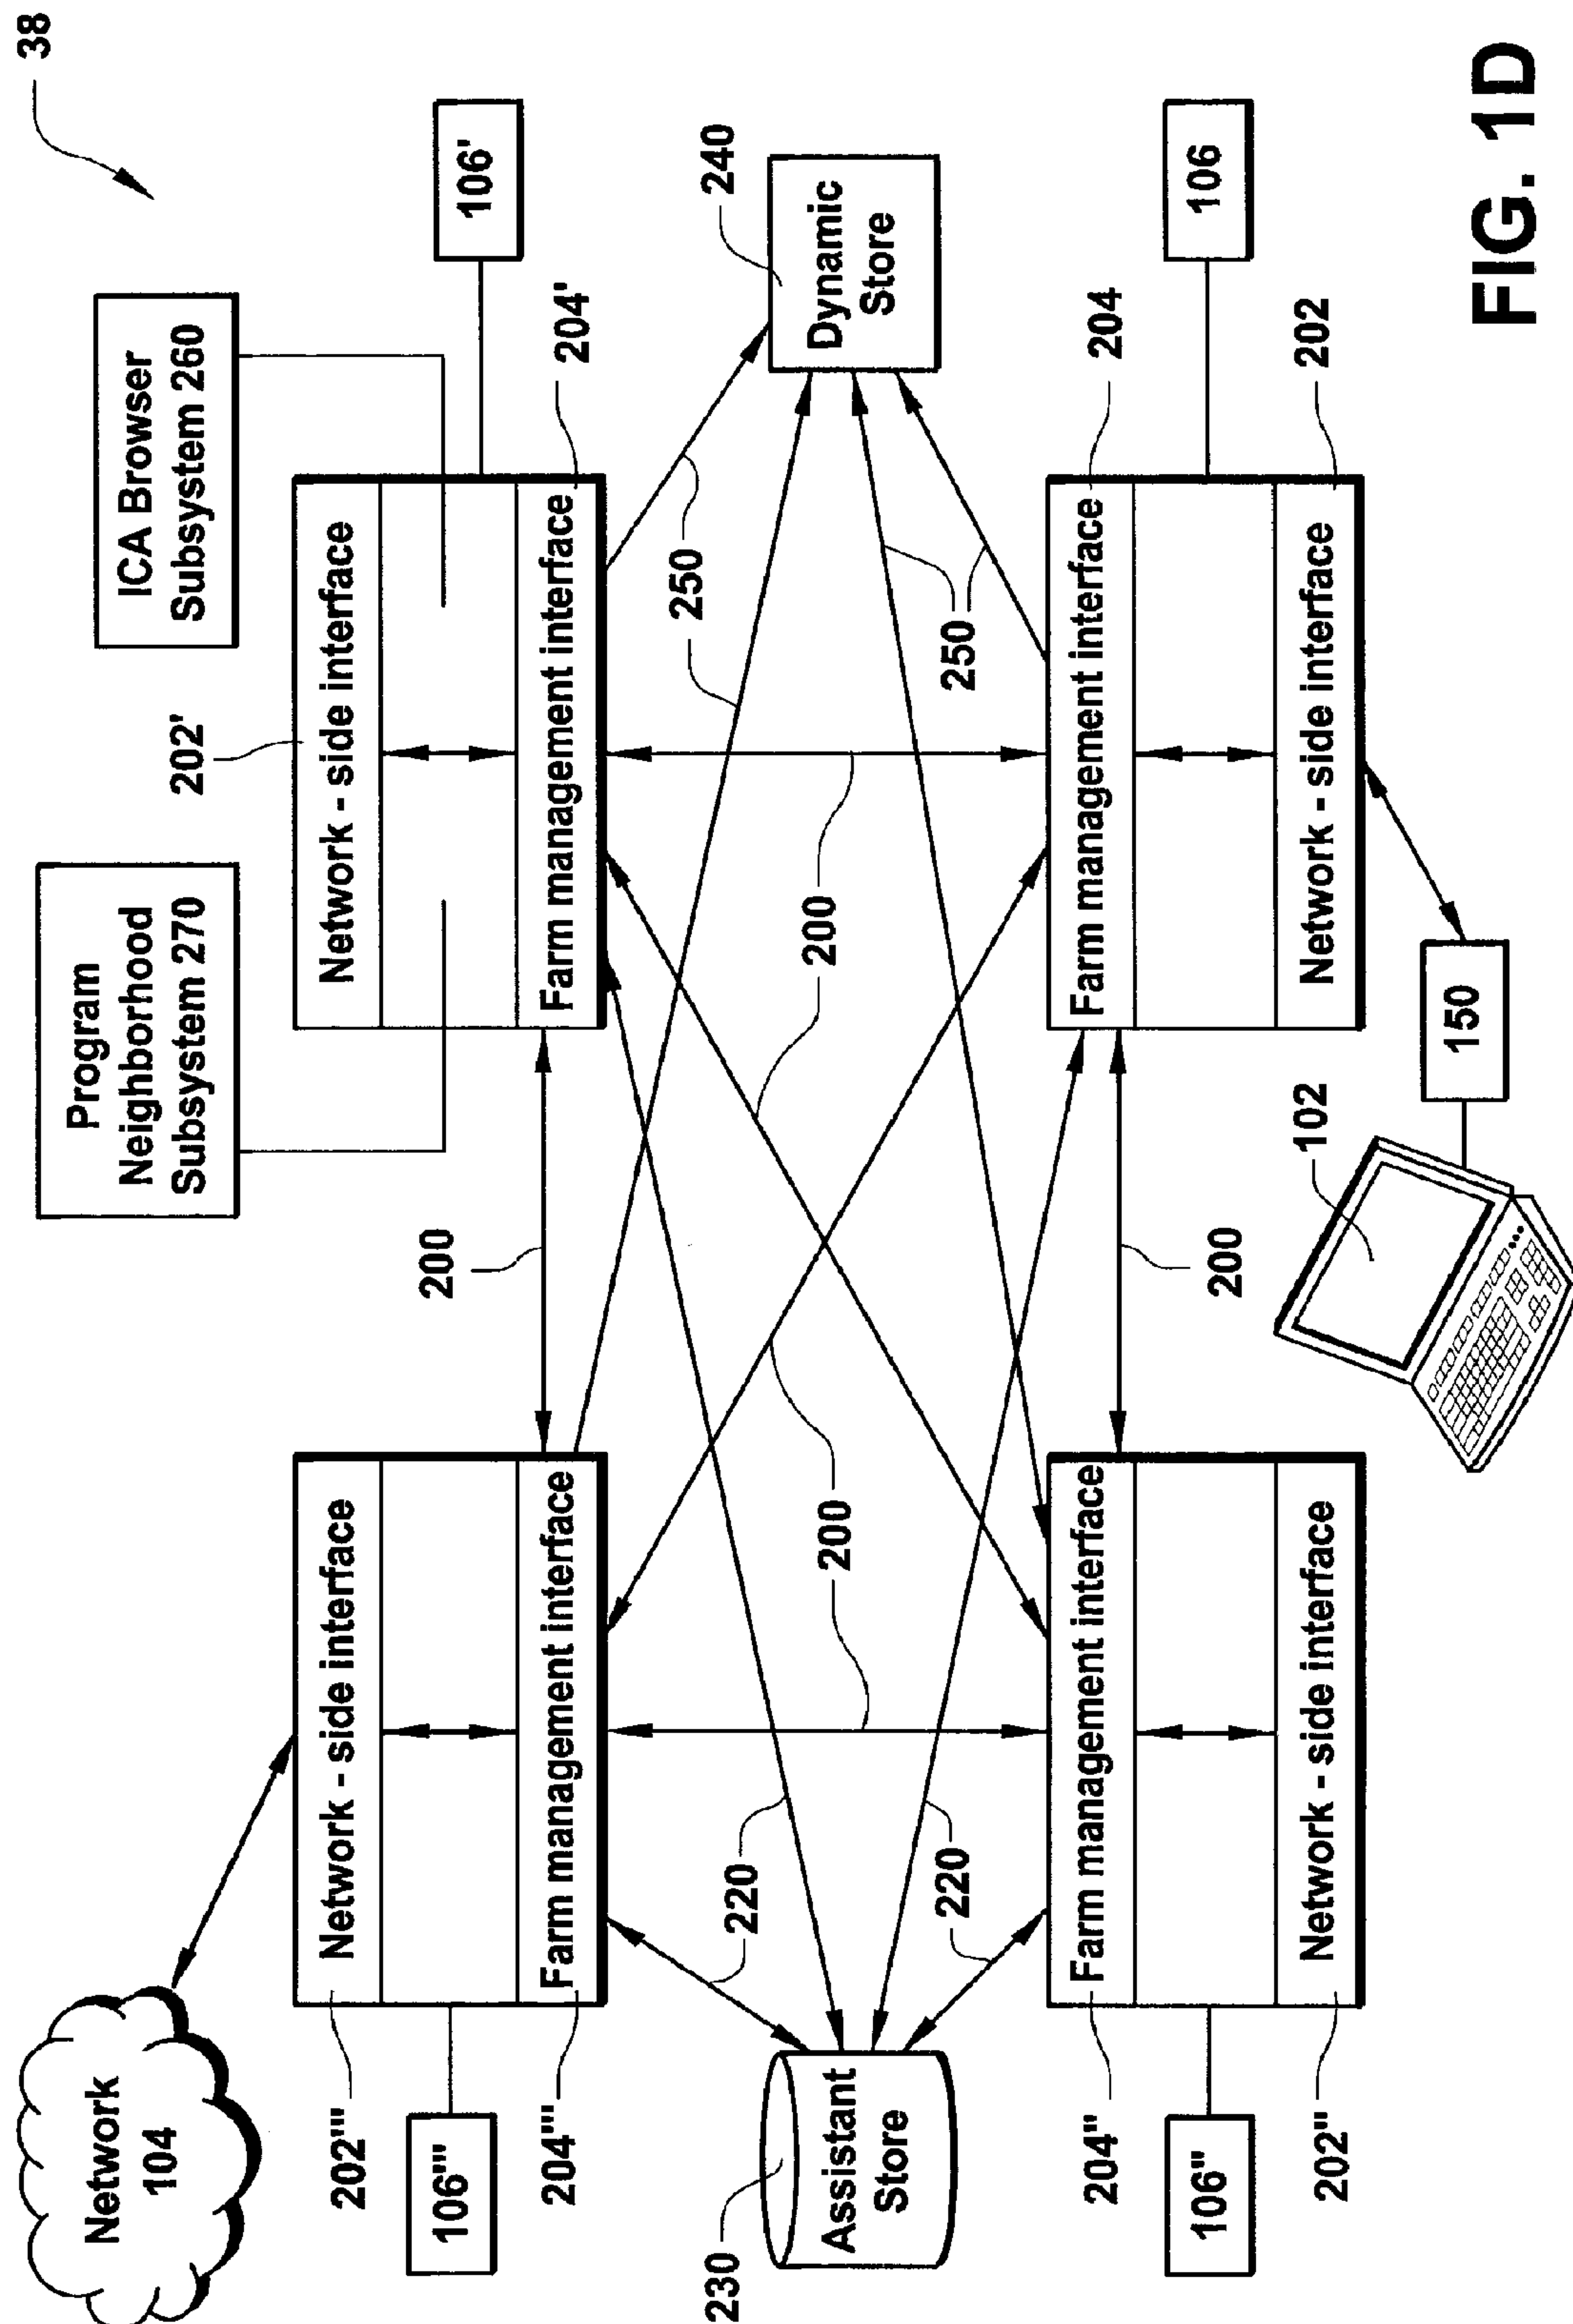 38
Network
104
Program
Neighborhood
Subsystem 270
ICA Browser
Subsystem 260
202'
202'''
Network - side interface
Network - side interface
106'''
200
106'
204'''
Farm management interface
Farm management interface
204'
230
220
250
250
240
Assistant
Store
200
200
200
200
Dynamic
Store
220
250
204''
Farm management interface
Farm management interface
204
106''
200
106
202''
Network - side interface
102
Network - side interface
202
150
FIG. 1D